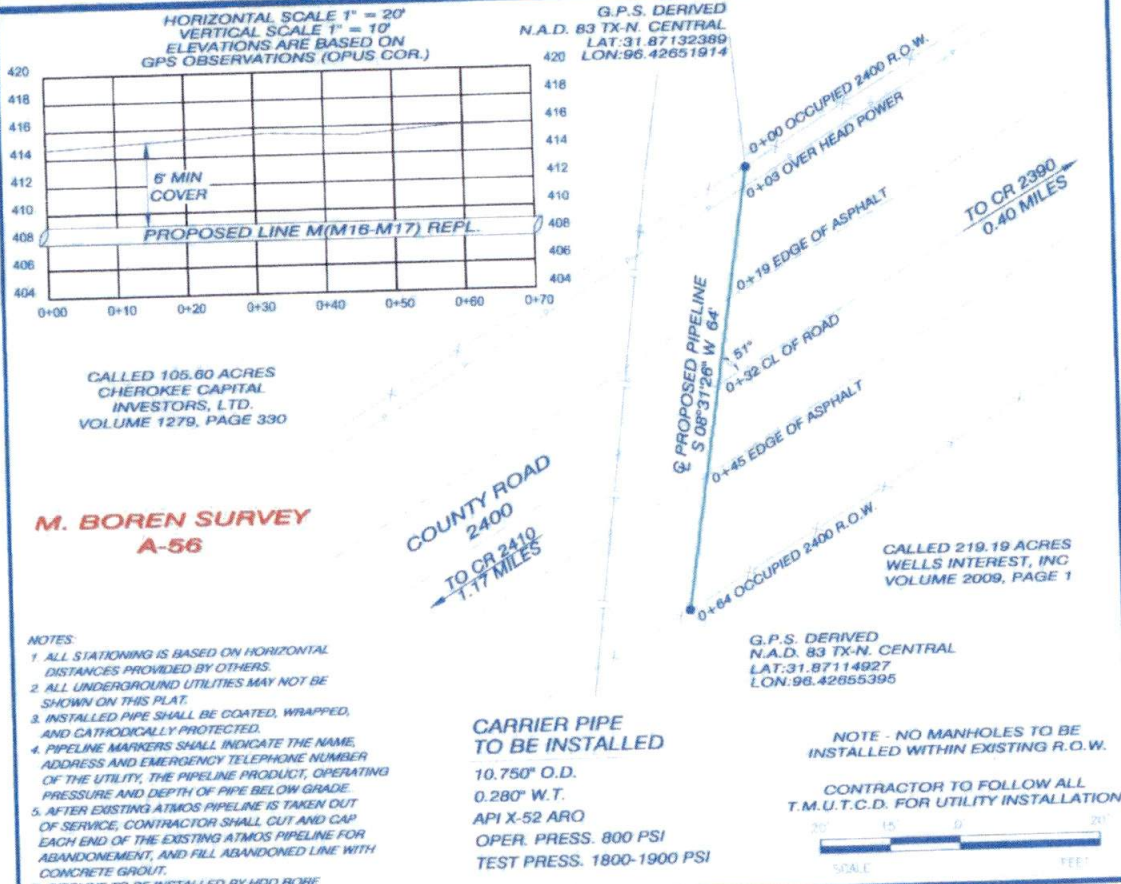 HORIZONTAL SCALE 1" = 20'
VERTICAL SCALE 1" = 10'
ELEVATIONS ARE BASED ON
GPS OBSERVATIONS (OPUS COR.)
420
418
416
414
412
410
408
406
404
420
418
416
414
412
410
408
406
404
6' MIN
COVER
PROPOSED LINE M(M16-M17) REPL.
0+00
0+10
0+20
0+30
0+40
0+50
0+60
0+70
G.P.S. DERIVED
N.A.D. 83 TX-N. CENTRAL
LAT:31.87132389
LON:96.42651914
0+00 OCCUPIED 2400 R.O.W.
0+03 OVER HEAD POWER
0+19 EDGE OF ASPHALT
TO CR 2390
0.40 MILES
℄ PROPOSED PIPELINE
S 08°31'26" W 64'
51°
0+32 CL OF ROAD
0+45 EDGE OF ASPHALT
0+64 OCCUPIED 2400 R.O.W.
CALLED 105.60 ACRES
CHEROKEE CAPITAL
INVESTORS, LTD.
VOLUME 1279, PAGE 330
M. BOREN SURVEY
A-56
COUNTY ROAD
2400
TO CR 2410
1.17 MILES
CALLED 219.19 ACRES
WELLS INTEREST, INC
VOLUME 2009, PAGE 1
G.P.S. DERIVED
N.A.D. 83 TX-N. CENTRAL
LAT:31.87114927
LON:96.42655395
NOTES:
1 ALL STATIONING IS BASED ON HORIZONTAL
DISTANCES PROVIDED BY OTHERS.
2. ALL UNDERGROUND UTILITIES MAY NOT BE
SHOWN ON THIS PLAT.
3. INSTALLED PIPE SHALL BE COATED, WRAPPED,
AND CATHODICALLY PROTECTED.
4. PIPELINE MARKERS SHALL INDICATE THE NAME,
ADDRESS AND EMERGENCY TELEPHONE NUMBER
OF THE UTILITY, THE PIPELINE PRODUCT, OPERATING
PRESSURE AND DEPTH OF PIPE BELOW GRADE.
5. AFTER EXISTING ATMOS PIPELINE IS TAKEN OUT
OF SERVICE, CONTRACTOR SHALL CUT AND CAP
EACH END OF THE EXISTING ATMOS PIPELINE FOR
ABANDONEMENT, AND FILL ABANDONED LINE WITH
CONCRETE GROUT.
TO BE INSTALLED BY HDD BORE
CARRIER PIPE
TO BE INSTALLED
10.750" O.D.
0.280" W.T.
API X-52 ARO
OPER. PRESS. 800 PSI
TEST PRESS. 1800-1900 PSI
NOTE - NO MANHOLES TO BE
INSTALLED WITHIN EXISTING R.O.W.
CONTRACTOR TO FOLLOW ALL
T.M.U.T.C.D. FOR UTILITY INSTALLATION
20' 15' 0 20'
SCALE FEET